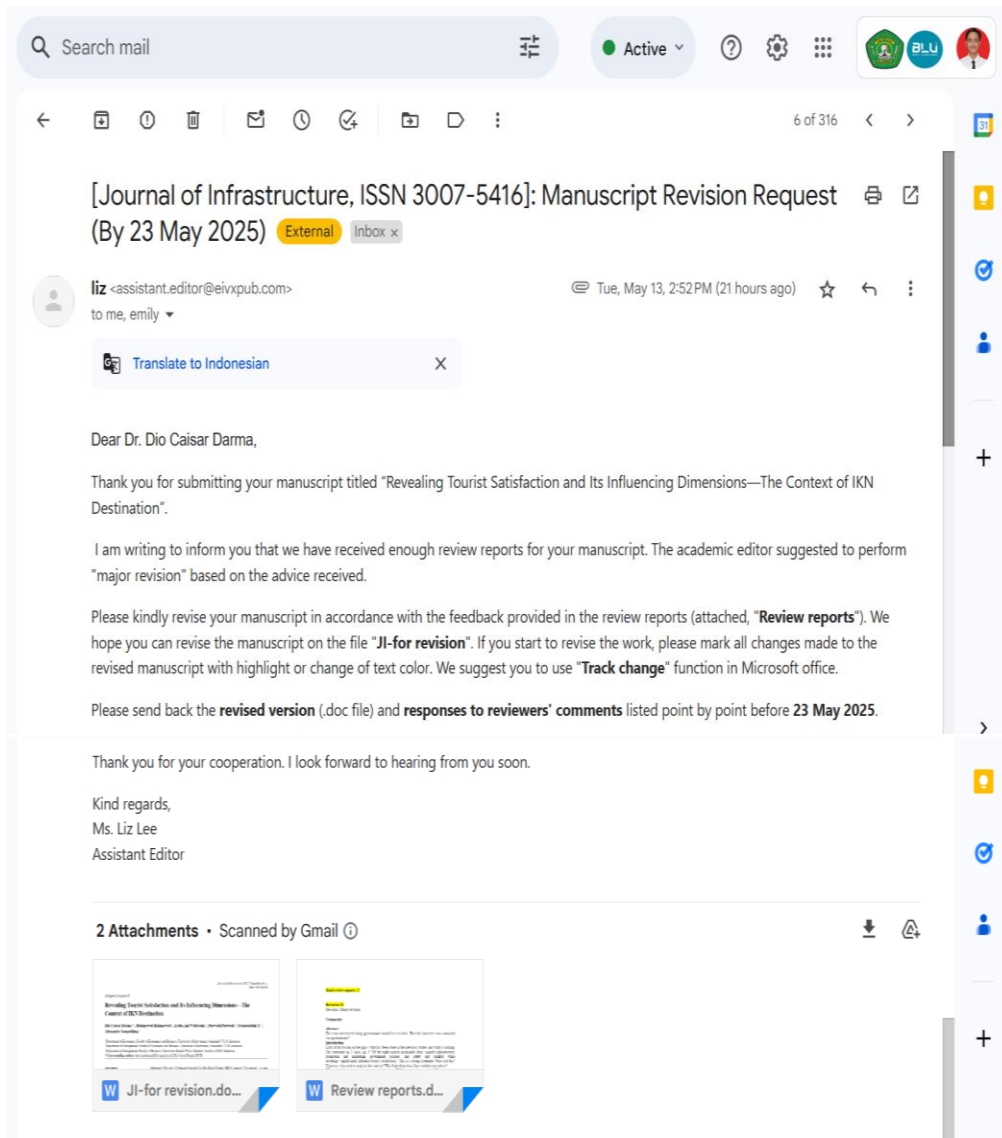 Search mail
Active
BLU
6 of 316
31
[Journal of Infrastructure, ISSN 3007-5416]: Manuscript Revision Request
(By 23 May 2025) External Inbox x
liz <assistant.editor@eivxpub.com>
Tue, May 13, 2:52 PM (21 hours ago)
to me, emily
Translate to Indonesian
Dear Dr. Dio Caisar Darma,
Thank you for submitting your manuscript titled “Revealing Tourist Satisfaction and Its Influencing Dimensions—The Context of IKN
Destination”.
I am writing to inform you that we have received enough review reports for your manuscript. The academic editor suggested to perform
"major revision" based on the advice received.
Please kindly revise your manuscript in accordance with the feedback provided in the review reports (attached, "Review reports"). We
hope you can revise the manuscript on the file "JI-for revision". If you start to revise the work, please mark all changes made to the
revised manuscript with highlight or change of text color. We suggest you to use "Track change" function in Microsoft office.
Please send back the revised version (.doc file) and responses to reviewers' comments listed point by point before 23 May 2025.
Thank you for your cooperation. I look forward to hearing from you soon.
Kind regards,
Ms. Liz Lee
Assistant Editor
2 Attachments • Scanned by Gmail
Revealing Tourist Satisfaction and Its Influencing Dimensions—The
Context of IKN Destination
W JI-for revision.do...
W Review reports.d...